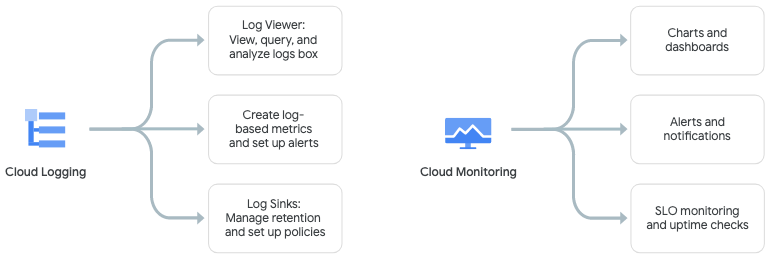 Log Viewer:
View, query, and
analyze logs box
Cloud Logging
Create log-
based metrics
and set up alerts
Log Sinks:
Manage retention
and set up policies
Cloud Monitoring
Charts and
dashboards
Alerts and
notifications
SLO monitoring
and uptime checks